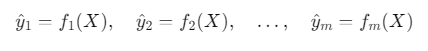 ŷ₁ = f₁(X), ŷ₂ = f₂(X), …, ŷₘ = fₘ(X)